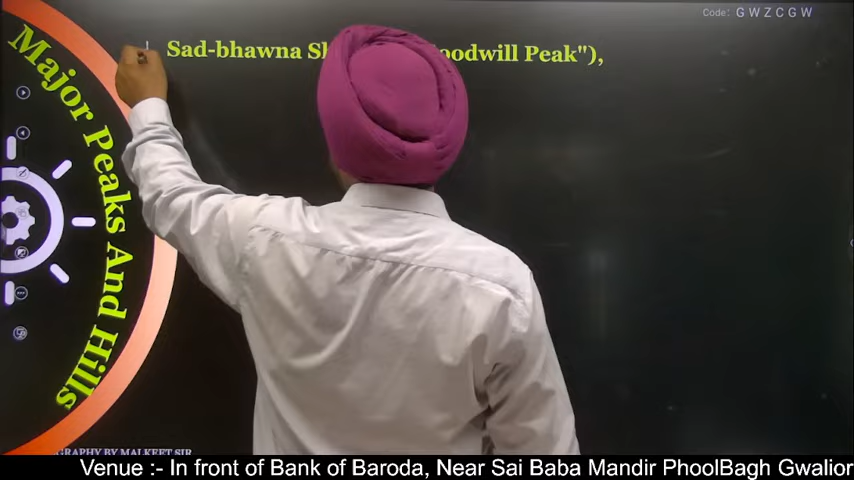 Code: GWZCGW
Sad-bhawna oodwill Peak"),
Major Peaks And Hills
GRAPHY BY MALKEET SIR
Venue :- In front of Bank of Baroda, Near Sai Baba Mandir PhoolBagh Gwalior